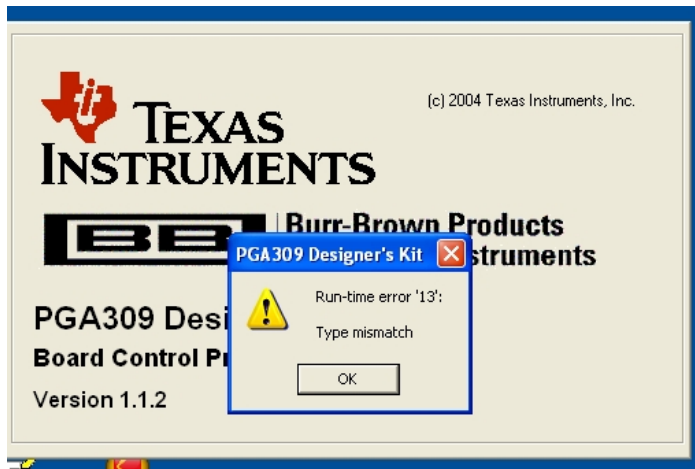 (c) 2004 Texas Instruments, Inc.
TEXAS
INSTRUMENTS
BB
Burr-Brown Products
struments
PGA309 Designer's Kit
Run-time error '13':
Type mismatch
OK
PGA309 Desi
Board Control P
Version 1.1.2